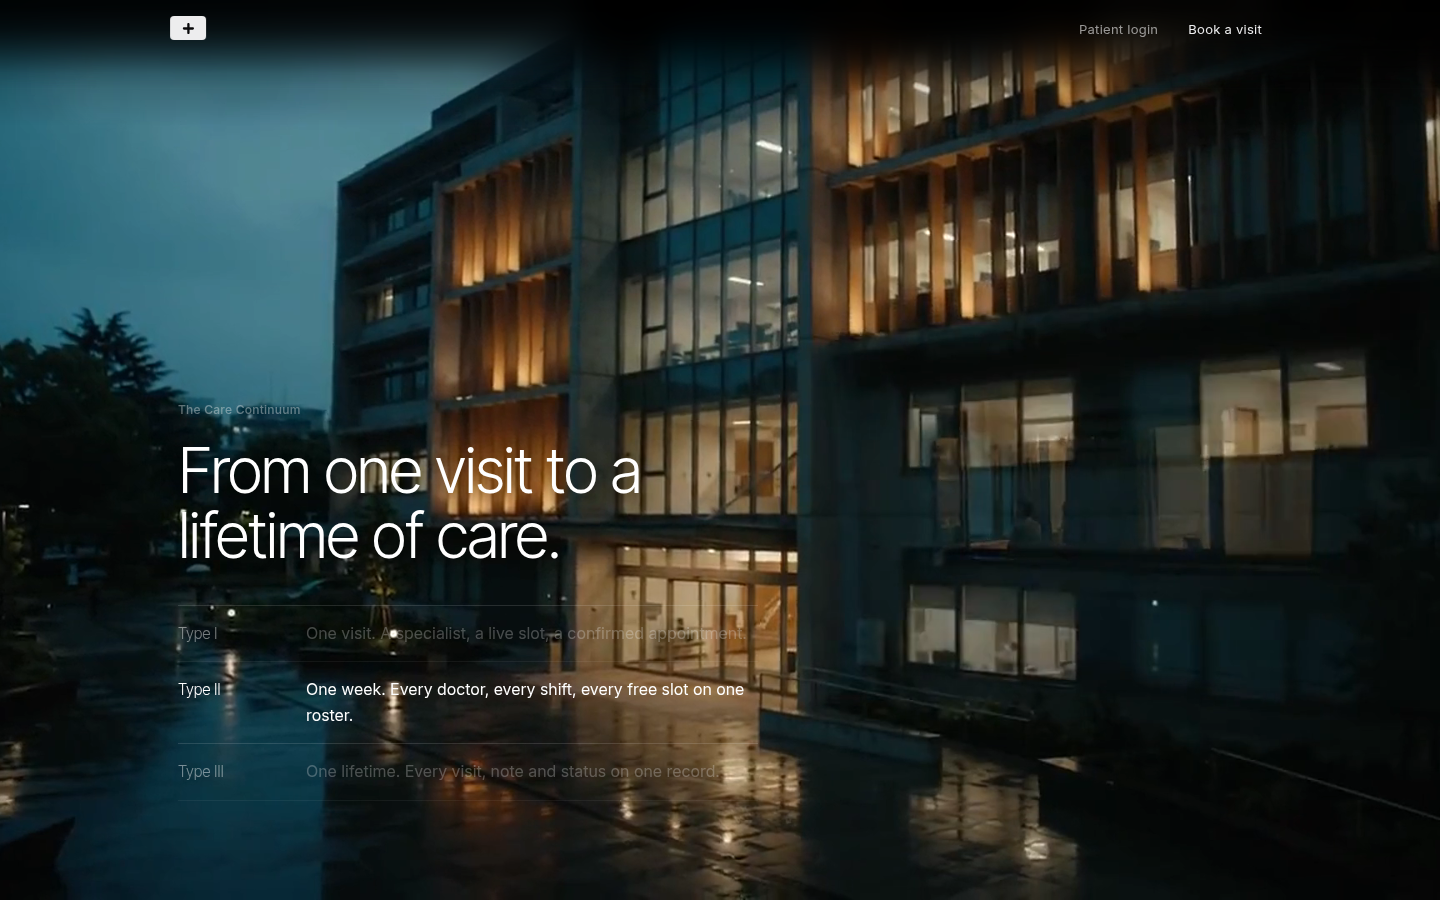 Patient login
Book a visit
The Care Continuum
From one visit to a
lifetime of care.
Type I
One visit. A specialist, a live slot, a confirmed appointment.
Type II
One week. Every doctor, every shift, every free slot on one
roster.
Type III
One lifetime. Every visit, note and status on one record.